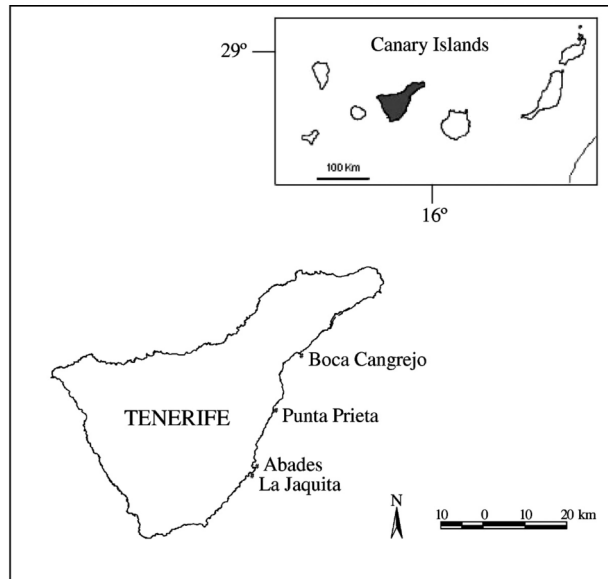 Canary Islands
29º
100 Km
16º
Boca Cangrejo
TENERIFE
Punta Prieta
Abades
La Jaquita
N
10 0 10 20 km